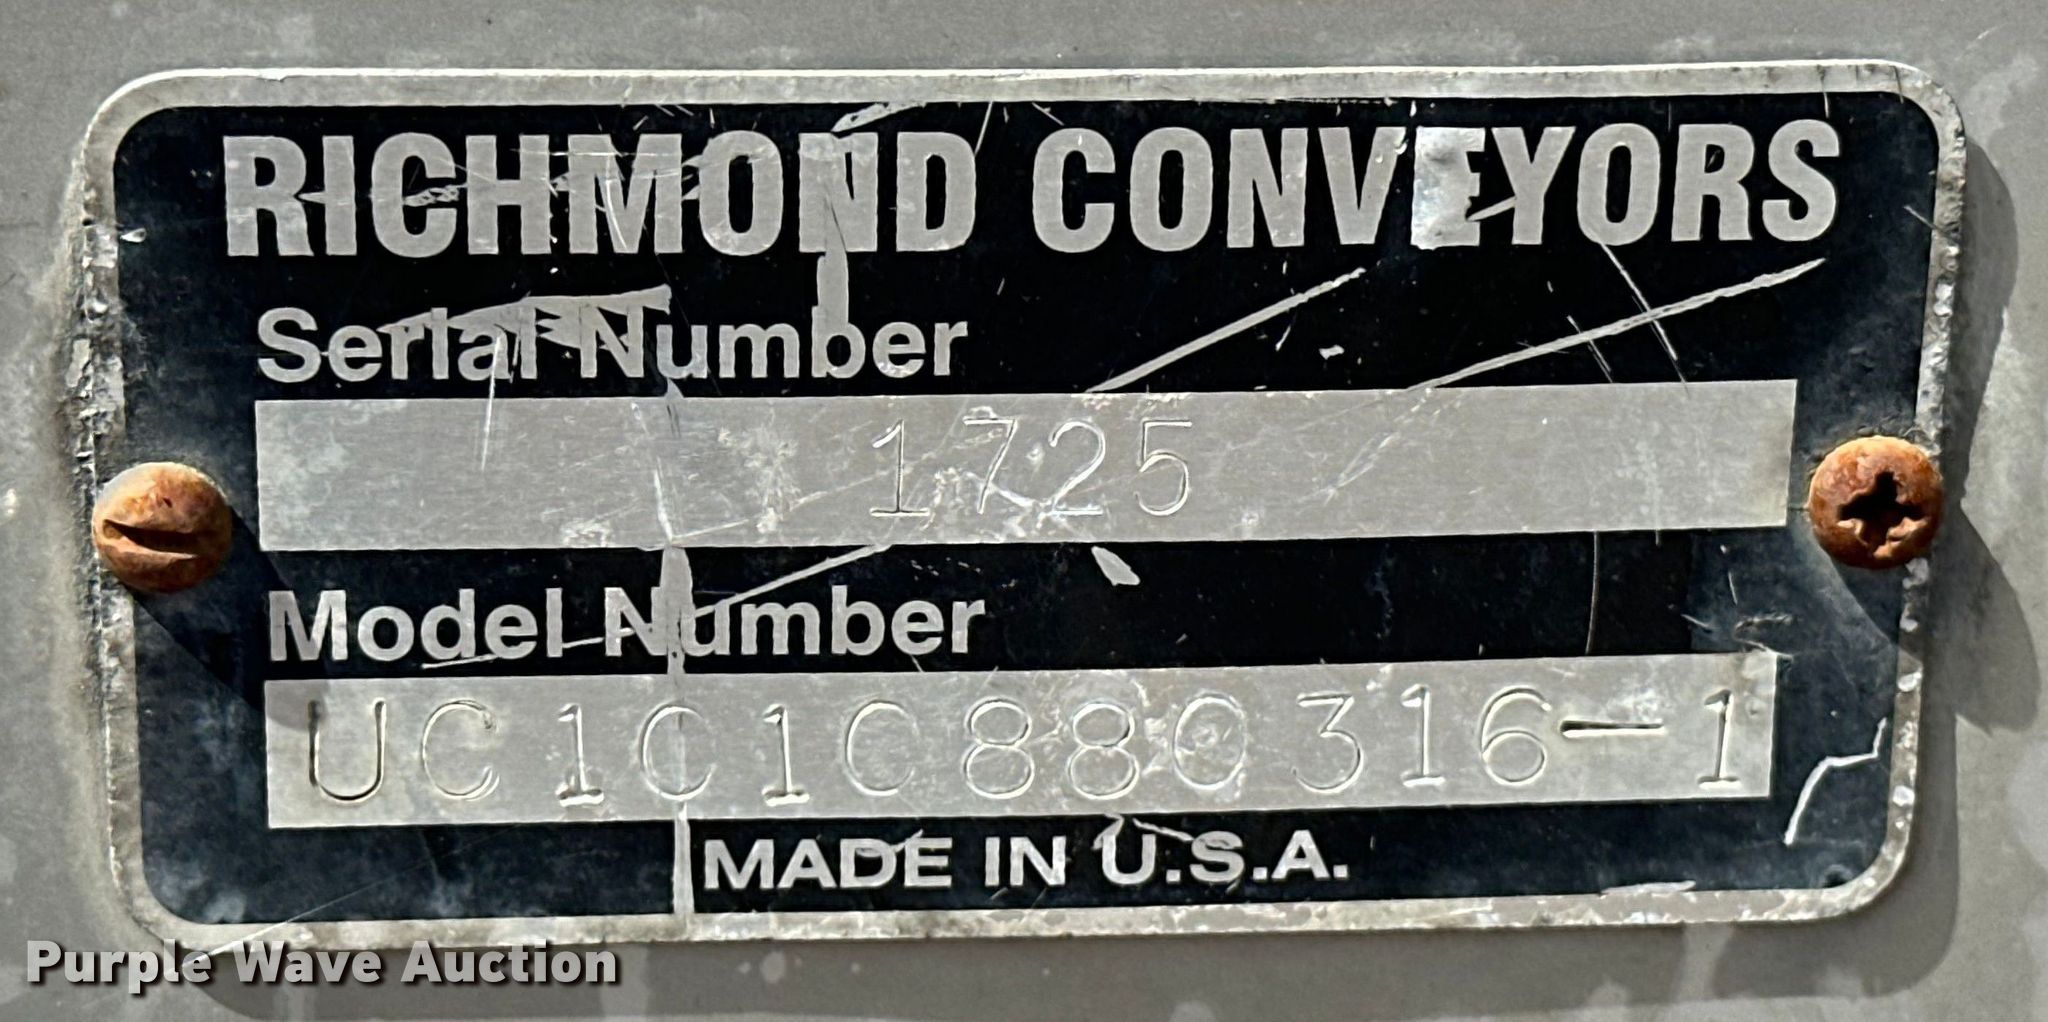 RICHMOND CONVEYORS
Serial Number
1725
Model Number
UC1C1C880316-1
MADE IN U.S.A.
Purple Wave Auction